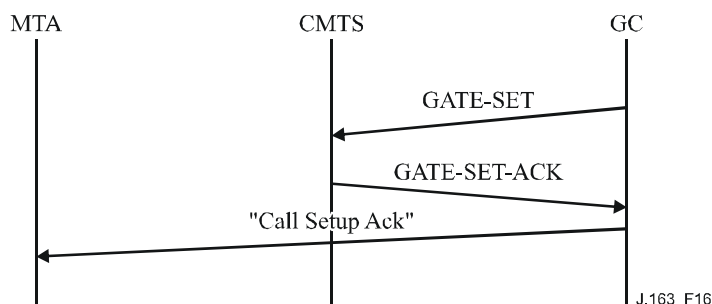 MTA CMTS GC
GATE-SET
GATE-SET-ACK
"Call Setup Ack"
J.163_F16